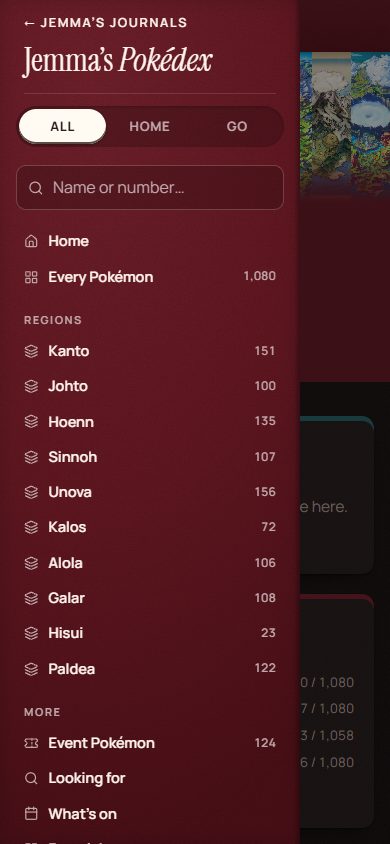 ← JEMMA'S JOURNALS
Jemma's Pokédex
ALL HOME GO
Name or number...
Home
Every Pokémon 1,080
REGIONS
Kanto 151
Johto 100
Hoenn 135
Sinnoh 107
Unova 156
Kalos 72
Alola 106
Galar 108
Hisui 23
Paldea 122
MORE
Event Pokémon 124
Looking for
What's on
e here.
0 / 1,080
7 / 1,080
3 / 1,058
6 / 1,080